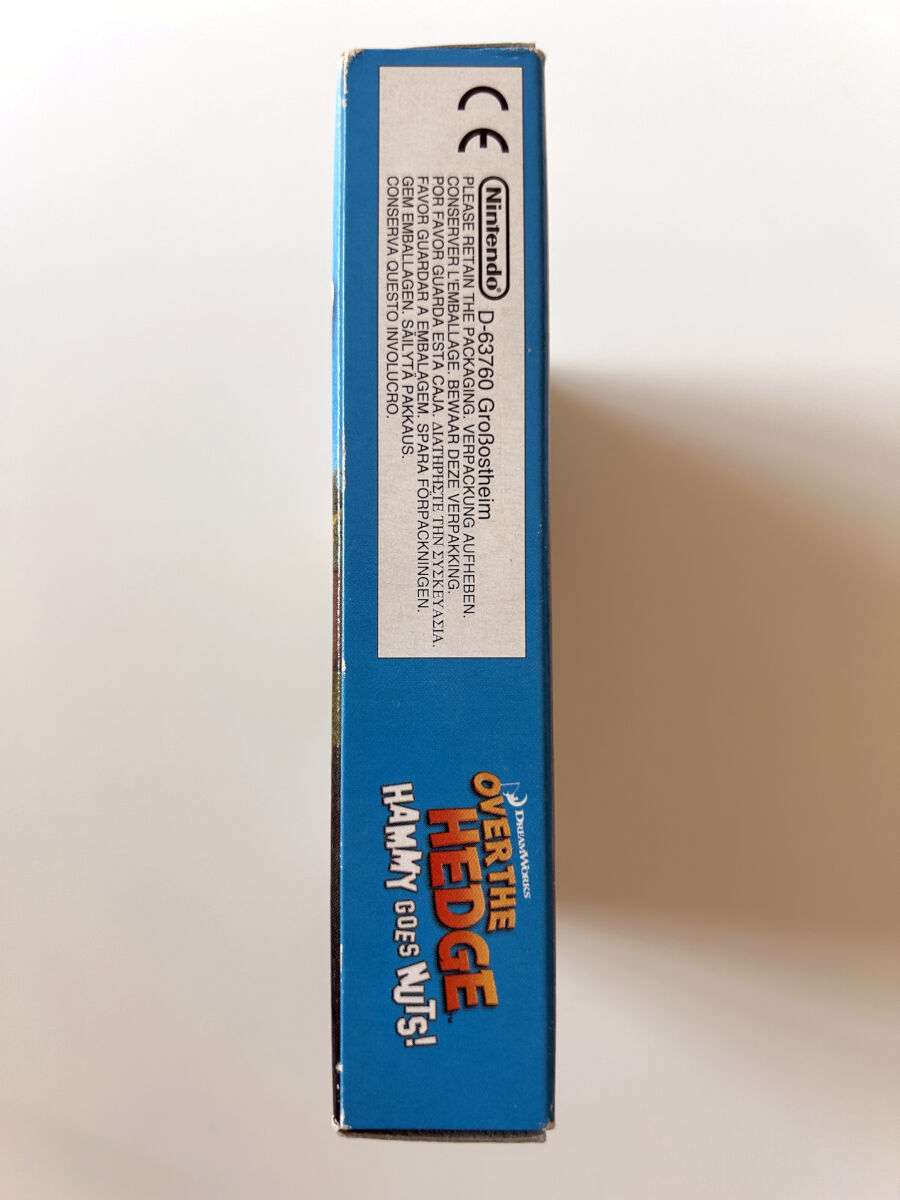 CE
Nintendo® D-63760 Großostheim
PLEASE RETAIN THE PACKAGING. VERPACKUNG AUFHEBEN.
CONSERVER L'EMBALLAGE. BEWAAR DEZE VERPAKKING.
POR FAVOR GUARDA ESTA CAJA. ΔΙΑΤΗΡΗΣΤΕ ΤΗΝ ΣΥΣΚΕΥΑΣΙΑ.
FAVOR GUARDAR A EMBALAGEM. SPARA FÖRPACKNINGEN.
GEM EMBALLAGEN. SÄILYTÄ PAKKAUS.
CONSERVA QUESTO INVOLUCRO.
DREAMWORKS
OVER THE
HEDGE™
HAMMY GOES NUTS!